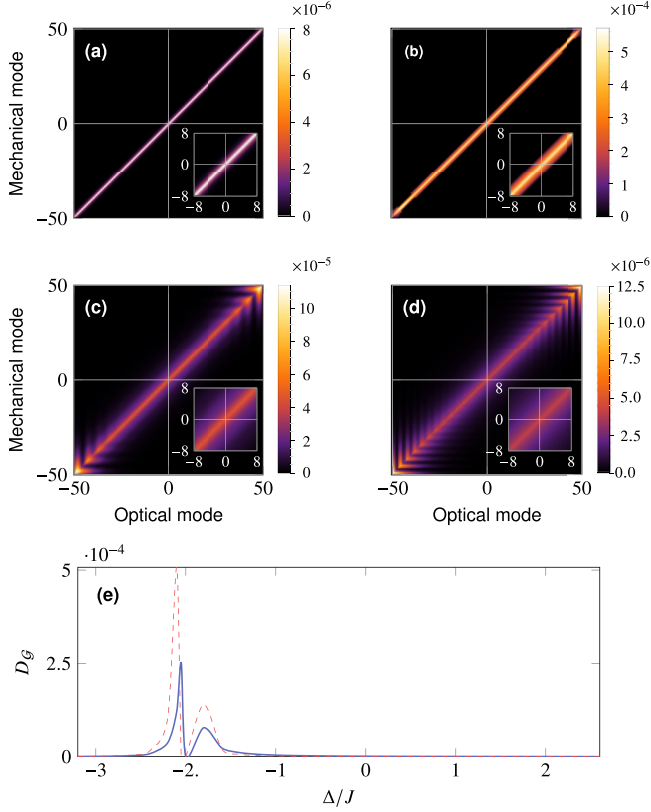 ×10⁻⁶
×10⁻⁴
50
(a)
8
6
4
2
0
Mechanical mode
0
−50
8
0
−8
−8 0 8
(b)
5
4
3
2
1
0
8
0
−8
−8 0 8
×10⁻⁵
×10⁻⁶
50
(c)
10
8
6
4
2
0
Mechanical mode
0
−50
8
0
−8
−8 0 8
−50 0 50
Optical mode
(d)
12.5
10.0
7.5
5.0
2.5
0.0
8
0
−8
−8 0 8
−50 0 50
Optical mode
·10⁻⁴
5
(e)
D𝒢
2.5
0
−3 −2. −1 0 1 2
Δ/J